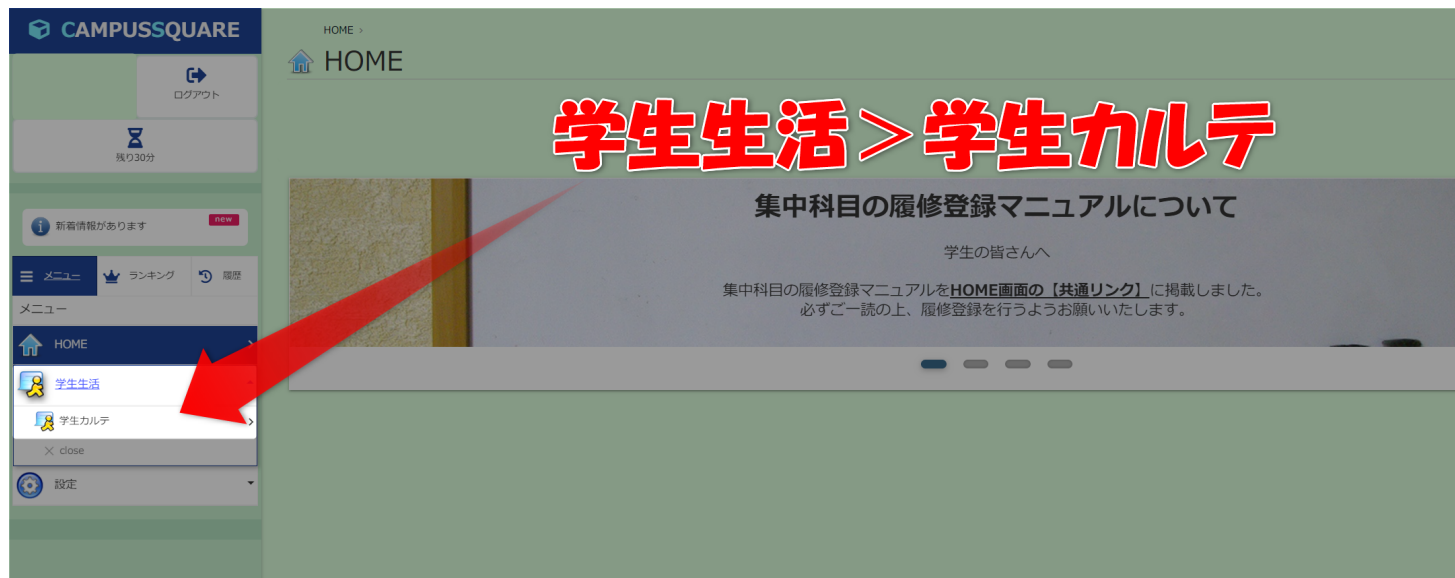 CAMPUSSQUARE
ログアウト
残り30分
新着情報があります
new
メニュー
ランキング
履歴
メニュー
HOME
学生生活
学生カルテ
× close
設定
HOME ›
HOME
学生生活＞学生カルテ
集中科目の履修登録マニュアルについて
学生の皆さんへ
集中科目の履修登録マニュアルをHOME画面の【共通リンク】に掲載しました。
必ずご一読の上、履修登録を行うようお願いいたします。